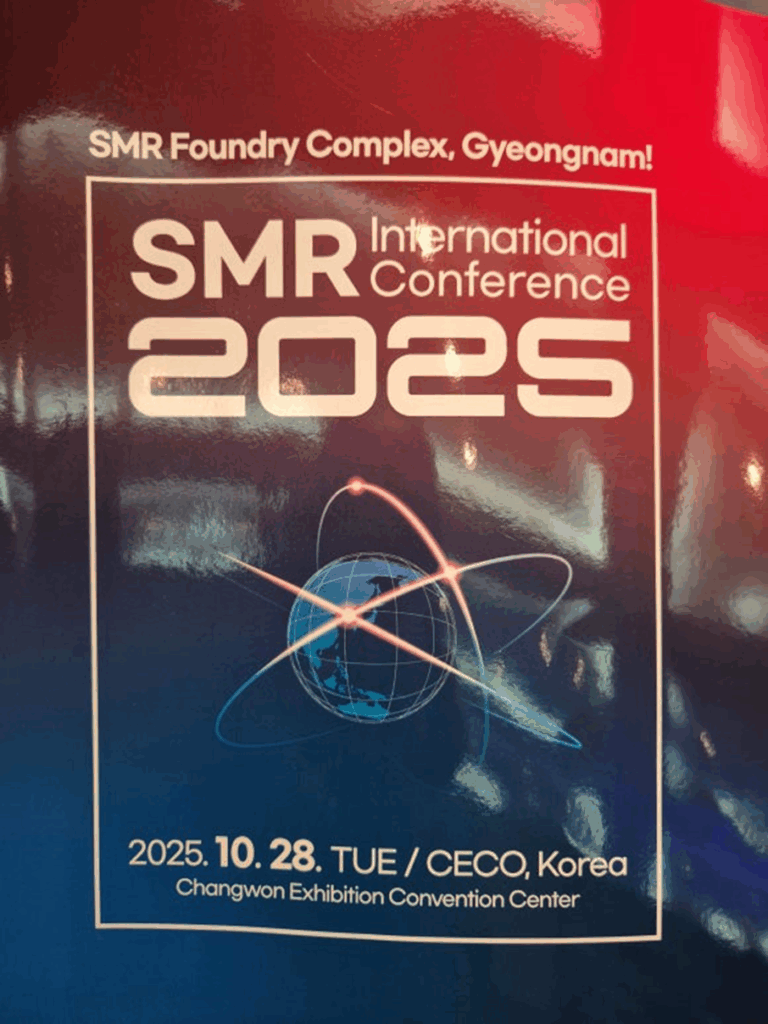 SMR Foundry Complex, Gyeongnam!
SMR International
Conference
2025
2025. 10. 28. TUE / CECO, Korea
Changwon Exhibition Convention Center